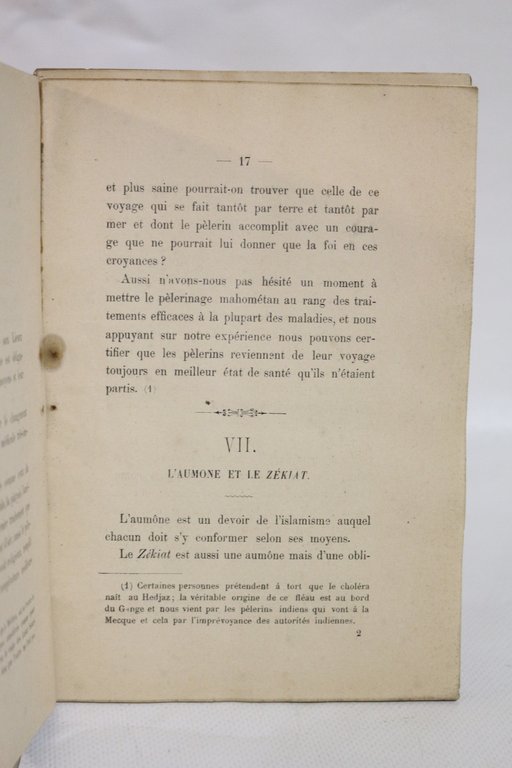 — 17 —
et plus saine pourrait-on trouver que celle de ce
voyage qui se fait tantôt par terre et tantôt par
mer et dont le pèlerin accomplit avec un coura-
ge que ne pourrait lui donner que la foi en ces
croyances ?
Aussi n'avons-nous pas hésité un moment à
mettre le pèlerinage mahométan au rang des trai-
tements efficaces à la plupart des maladies, et nous
appuyant sur notre expérience nous pouvons cer-
tifier que les pèlerins reviennent de leur voyage
toujours en meilleur état de santé qu'ils n'étaient
partis. (1)
VII.
L'AUMONE ET LE ZÉKIAT.
L'aumône est un devoir de l'islamisme auquel
chacun doit s'y conformer selon ses moyens.
Le Zékiat est aussi une aumône mais d'une obli-
(1) Certaines personnes prétendent á tort que le choléra
naît au Hedjaz; la véritable origine de ce fléau est au bord
du Gange et nous vient par les pèlerins indiens qui vont á la
Mecque et cela par l'imprévoyance des autorités indiennes.
2